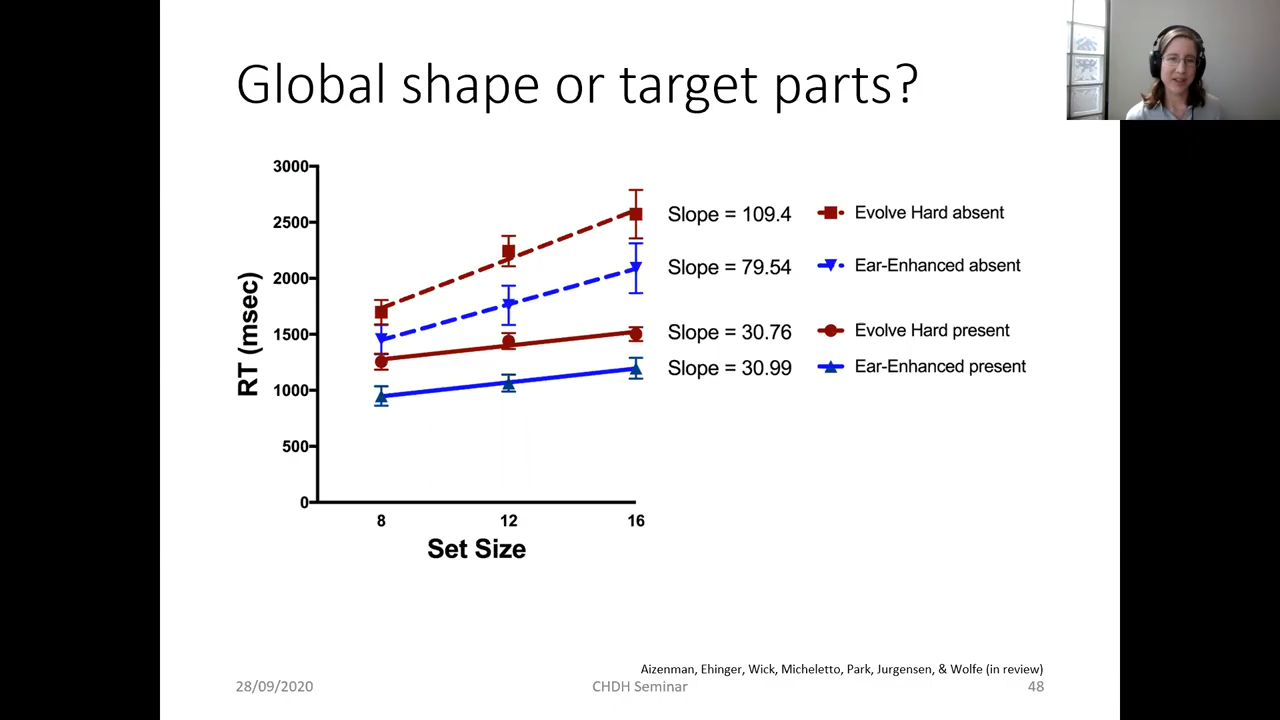 Global shape or target parts?
3000
2500
2000
1500
1000
500
0
RT (msec)
8 12 16
Set Size
Slope = 109.4 Evolve Hard absent
Slope = 79.54 Ear-Enhanced absent
Slope = 30.76 Evolve Hard present
Slope = 30.99 Ear-Enhanced present
Aizenman, Ehinger, Wick, Micheletto, Park, Jurgensen, & Wolfe (in review)
28/09/2020 CHDH Seminar 48